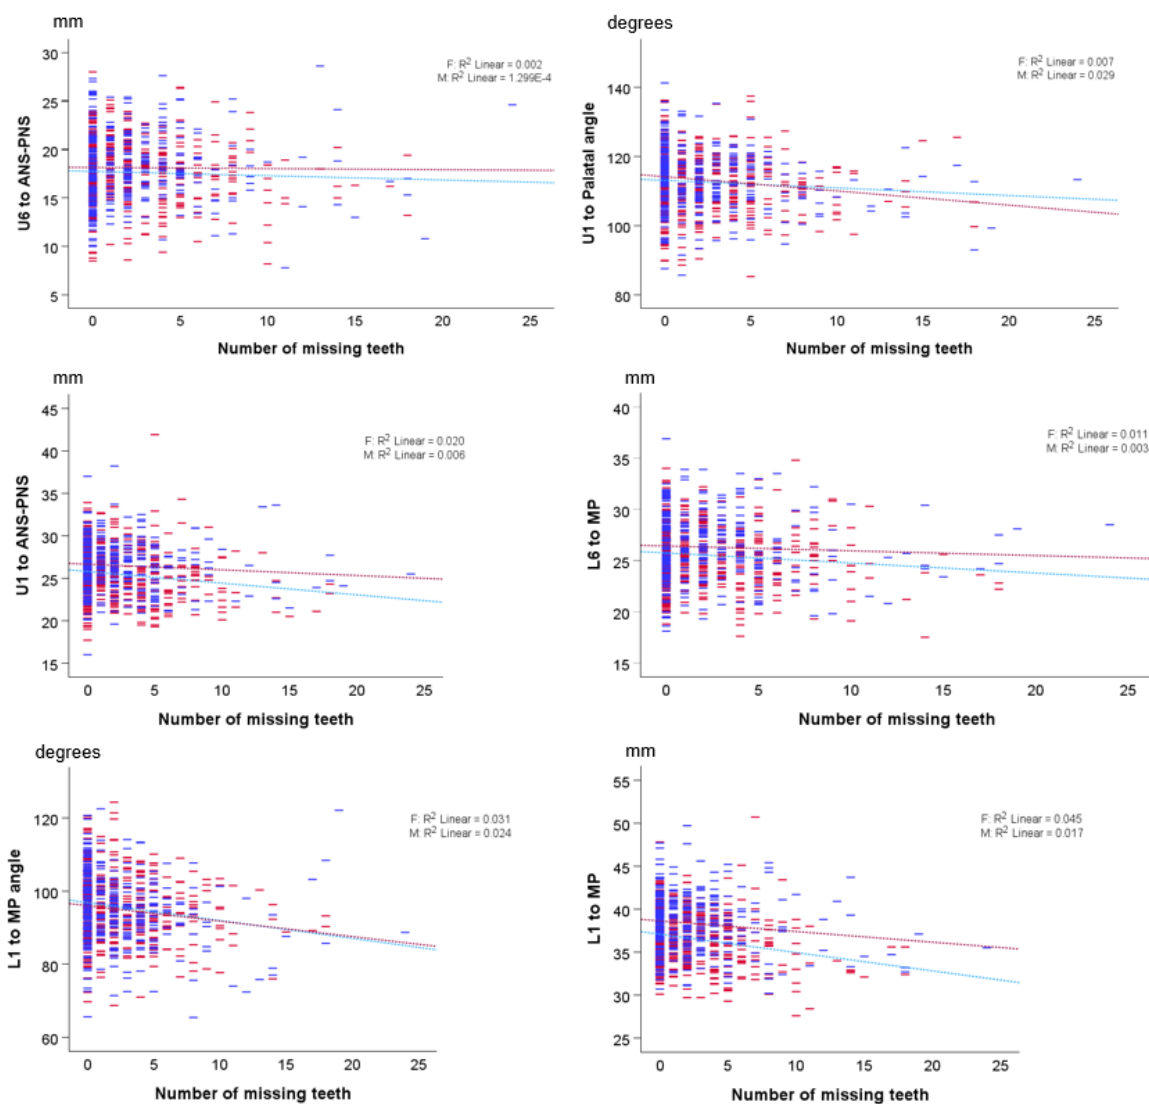 mm
U6 to ANS-PNS
30
25
20
15
10
5
F: R² Linear = 0.002
M: R² Linear = 1.299E-4
0 5 10 15 20 25
Number of missing teeth
degrees
U1 to Palatal angle
140
120
100
80
F: R² Linear = 0.007
M: R² Linear = 0.029
0 5 10 15 20 25
Number of missing teeth
mm
U1 to ANS-PNS
45
40
35
30
25
20
15
F: R² Linear = 0.020
M: R² Linear = 0.006
0 5 10 15 20 25
Number of missing teeth
mm
L6 to MP
40
35
30
25
20
15
F: R² Linear = 0.011
M: R² Linear = 0.003
0 5 10 15 20 25
Number of missing teeth
degrees
L1 to MP angle
120
100
80
60
F: R² Linear = 0.031
M: R² Linear = 0.024
0 5 10 15 20 25
Number of missing teeth
mm
L1 to MP
55
50
45
40
35
30
25
F: R² Linear = 0.045
M: R² Linear = 0.017
0 5 10 15 20 25
Number of missing teeth